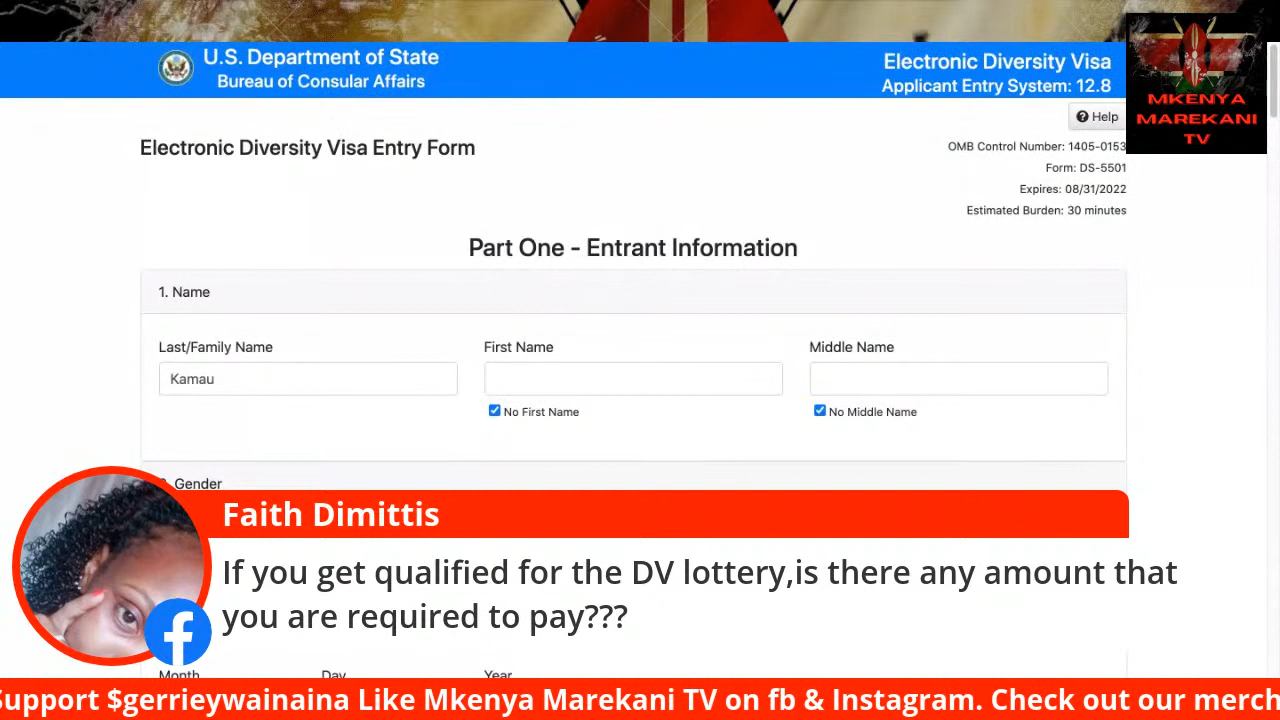 U.S. Department of State
Bureau of Consular Affairs
Electronic Diversity Visa
Applicant Entry System: 12.8
MKENYA
MAREKANI
TV
Help
Electronic Diversity Visa Entry Form
OMB Control Number: 1405-0153
Form: DS-5501
Expires: 08/31/2022
Estimated Burden: 30 minutes
Part One - Entrant Information
1. Name
Last/Family Name
First Name
Middle Name
Kamau
No First Name
No Middle Name
Gender
Faith Dimittis
If you get qualified for the DV lottery,is there any amount that
you are required to pay???
Month
Day
Year
Support $gerrieywainaina Like Mkenya Marekani TV on fb & Instagram. Check out our merch